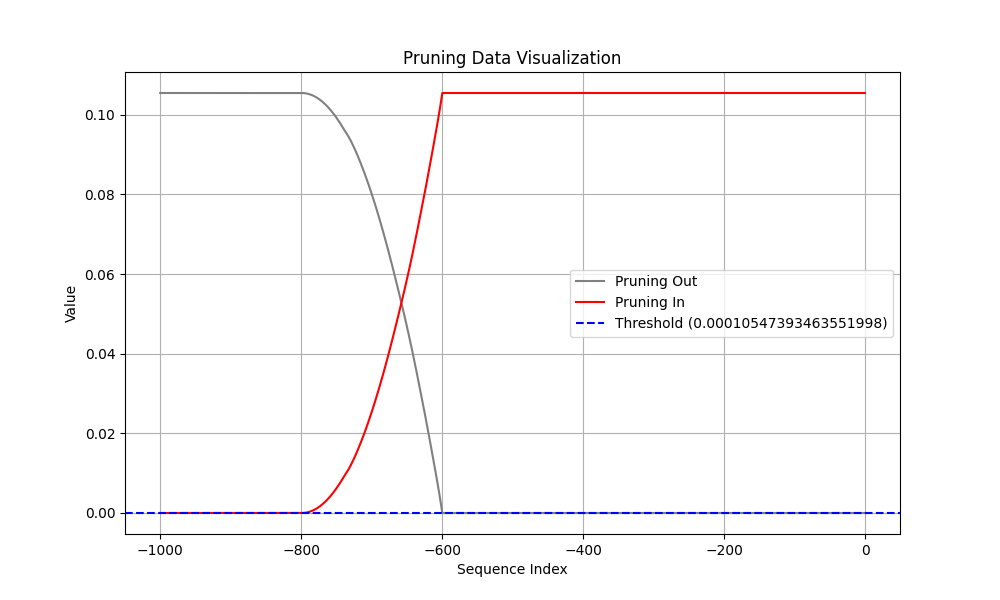 Pruning Data Visualization
0.10
0.08
0.06
0.04
0.02
0.00
Value
Pruning Out
Pruning In
Threshold (0.00010547393463551998)
−1000 −800 −600 −400 −200 0
Sequence Index